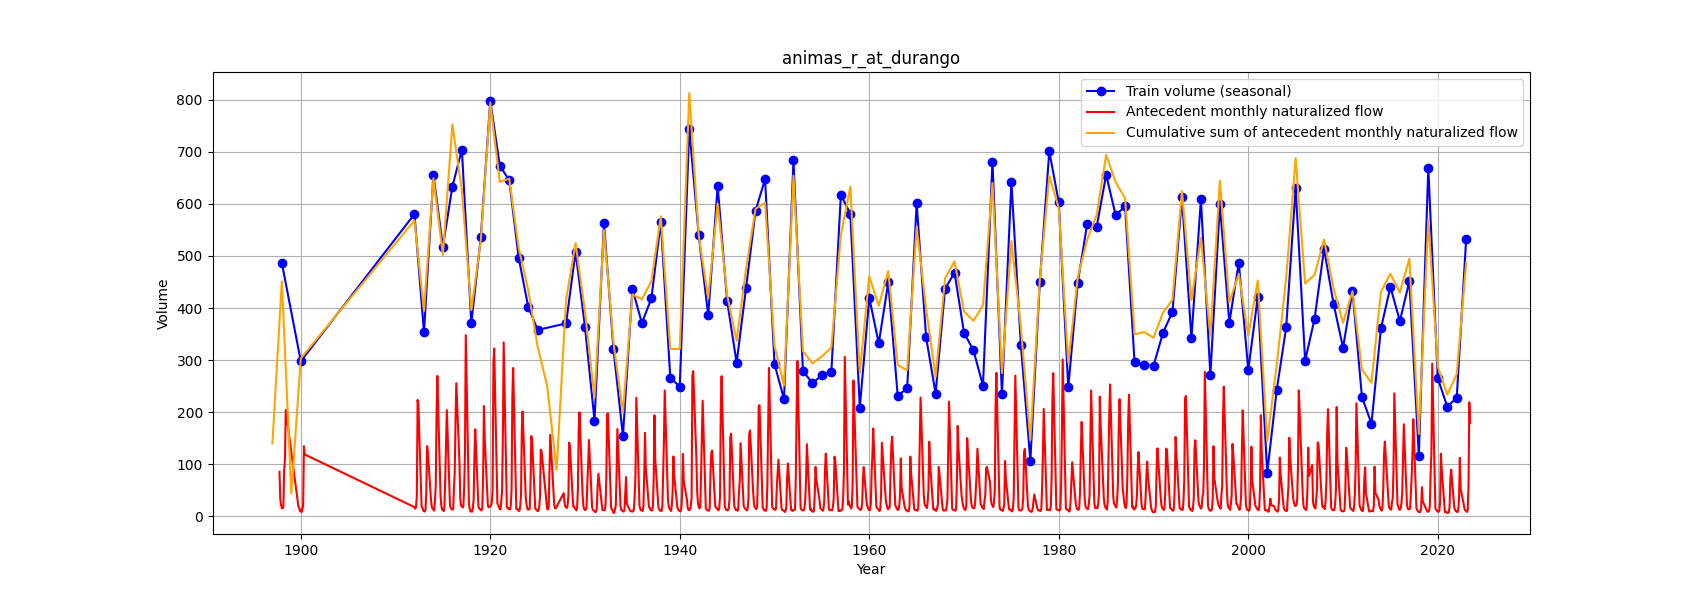 animas_r_at_durango
Train volume (seasonal)
Antecedent monthly naturalized flow
Cumulative sum of antecedent monthly naturalized flow
Volume
800
700
600
500
400
300
200
100
0
1900 1920 1940 1960 1980 2000 2020
Year